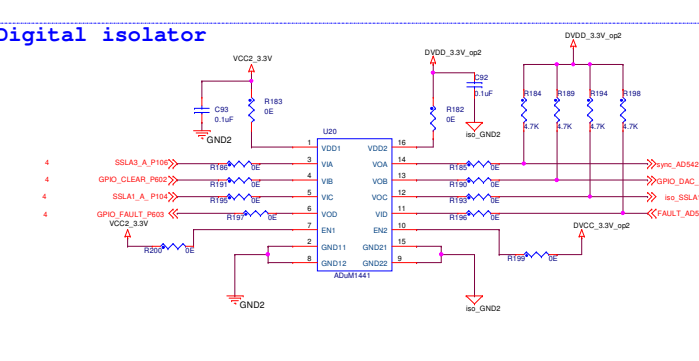 Digital isolator
DVDD_3.3V_op2
VCC2_3.3V
DVDD_3.3V_op2
C93
0.1uF
R183
0E
GND2
C92
0.1uF
R182
0E
iso_GND2
R184
4.7K
R189
4.7K
R194
4.7K
R198
4.7K
U20
1 VDD1 VDD2 16
4 SSLA3_A_P106 R186 0E 3 VIA VOA 14 R185 0E sync_AD542
4 GPIO_CLEAR_P602 R191 0E 4 VIB VOB 13 R190 0E GPIO_DAC_
4 SSLA1_A_P104 R195 0E 5 VIC VOC 12 R193 0E iso_SSLA
4 GPIO_FAULT_P603 R197 0E 6 VOD VID 11 R196 0E FAULT_AD5
VCC2_3.3V
R200 0E 7 EN1 EN2 10 R199 0E
DVCC_3.3V_op2
2 GND11 GND21 15
8 GND12 GND22 9
ADuM1441
GND2
iso_GND2